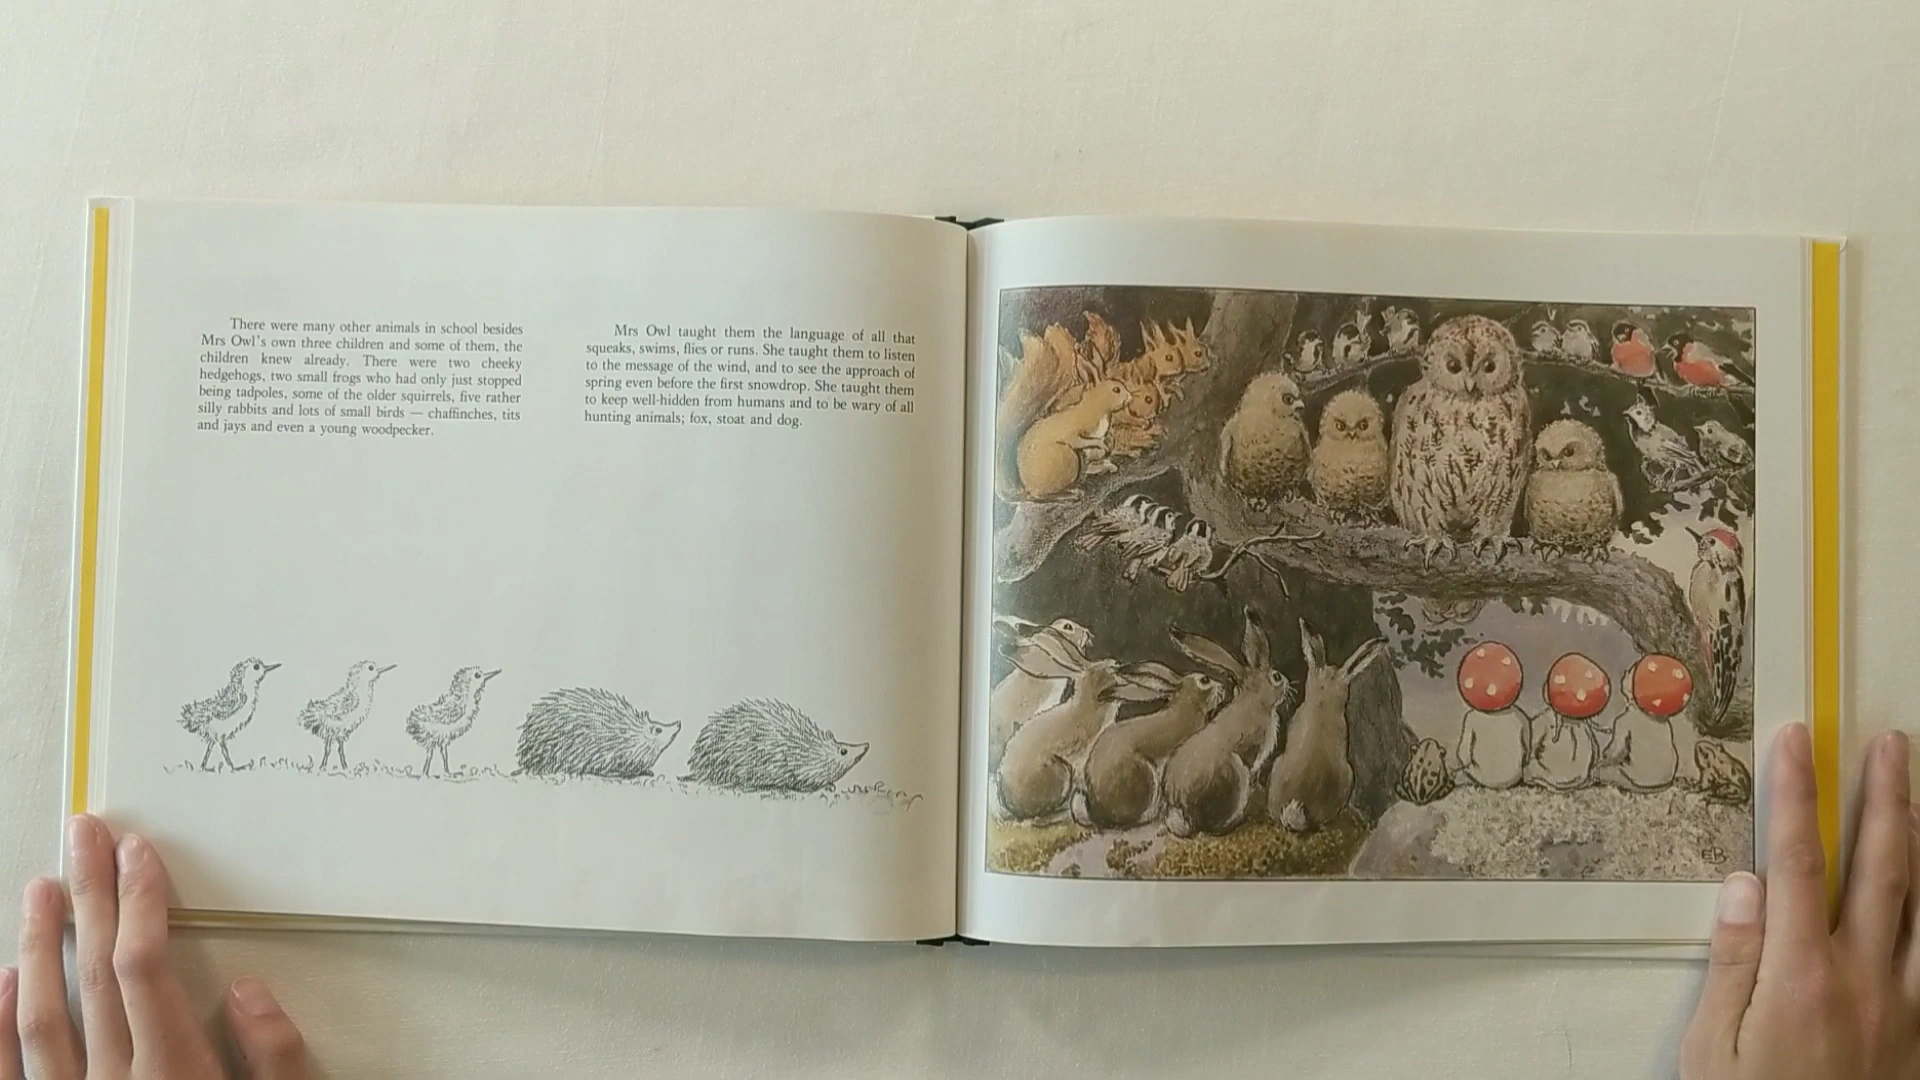 There were many other animals in school besides
Mrs Owl's own three children and some of them, the
children knew already. There were two cheeky
hedgehogs, two small frogs who had only just stopped
being tadpoles, some of the older squirrels, five rather
silly rabbits and lots of small birds — chaffinches, tits
and jays and even a young woodpecker.
Mrs Owl taught them the language of all that
squeaks, swims, flies or runs. She taught them to listen
to the message of the wind, and to see the approach of
spring even before the first snowdrop. She taught them
to keep well-hidden from humans and to be wary of all
hunting animals; fox, stoat and dog.
EB